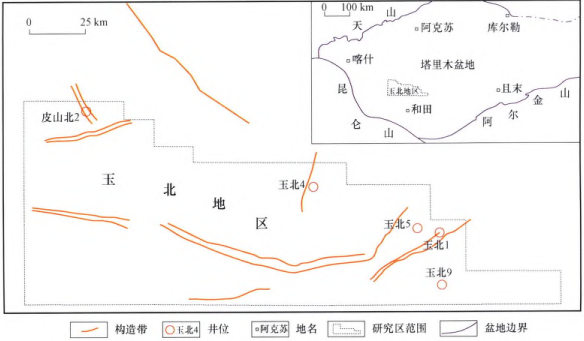 0 25 km
0 100 km
天 山
阿克苏
库尔勒
喀什
塔里木盆地
昆仑山
玉北地区
且末
和田
阿尔金山
皮山北2
玉北地区
玉北4
玉北5
玉北1
玉北9
构造带 玉北4 井位 阿克苏 地名 研究区范围 盆地边界